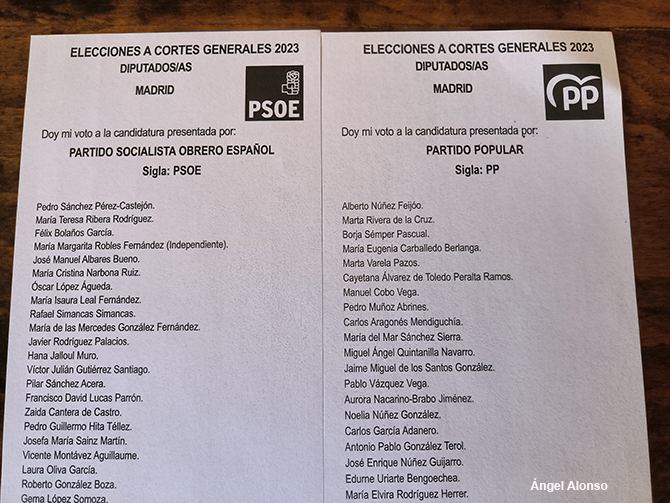 ELECCIONES A CORTES GENERALES 2023
DIPUTADOS/AS
MADRID
PSOE
Doy mi voto a la candidatura presentada por:
PARTIDO SOCIALISTA OBRERO ESPAÑOL
Sigla: PSOE
Pedro Sánchez Pérez-Castejón.
María Teresa Ribera Rodríguez.
Félix Bolaños García.
María Margarita Robles Fernández (Independiente).
José Manuel Albares Bueno.
María Cristina Narbona Ruiz.
Óscar López Águeda.
María Isaura Leal Fernández.
Rafael Simancas Simancas.
María de las Mercedes González Fernández.
Javier Rodríguez Palacios.
Hana Jalloul Muro.
Víctor Julián Gutiérrez Santiago.
Pilar Sánchez Acera.
Francisco David Lucas Parrón.
Zaida Cantera de Castro.
Pedro Guillermo Hita Téllez.
Josefa María Sainz Martín.
Vicente Montávez Aguillaume.
Laura Oliva García.
Roberto González Boza.
Gema López Somoza.
ELECCIONES A CORTES GENERALES 2023
DIPUTADOS/AS
MADRID
PP
Doy mi voto a la candidatura presentada por:
PARTIDO POPULAR
Sigla: PP
Alberto Núñez Feijóo.
Marta Rivera de la Cruz.
Borja Sémper Pascual.
María Eugenia Carballedo Berlanga.
Marta Varela Pazos.
Cayetana Álvarez de Toledo Peralta Ramos.
Manuel Cobo Vega.
Pedro Muñoz Abrines.
Carlos Aragonés Mendiguchía.
María del Mar Sánchez Sierra.
Miguel Ángel Quintanilla Navarro.
Jaime Miguel de los Santos González.
Pablo Vázquez Vega.
Aurora Nacarino-Brabo Jiménez.
Noelia Núñez González.
Carlos García Adanero.
Antonio Pablo González Terol.
José Enrique Núñez Guijarro.
Edurne Uriarte Bengoechea.
María Elvira Rodríguez Herrer.
Ángel Alonso